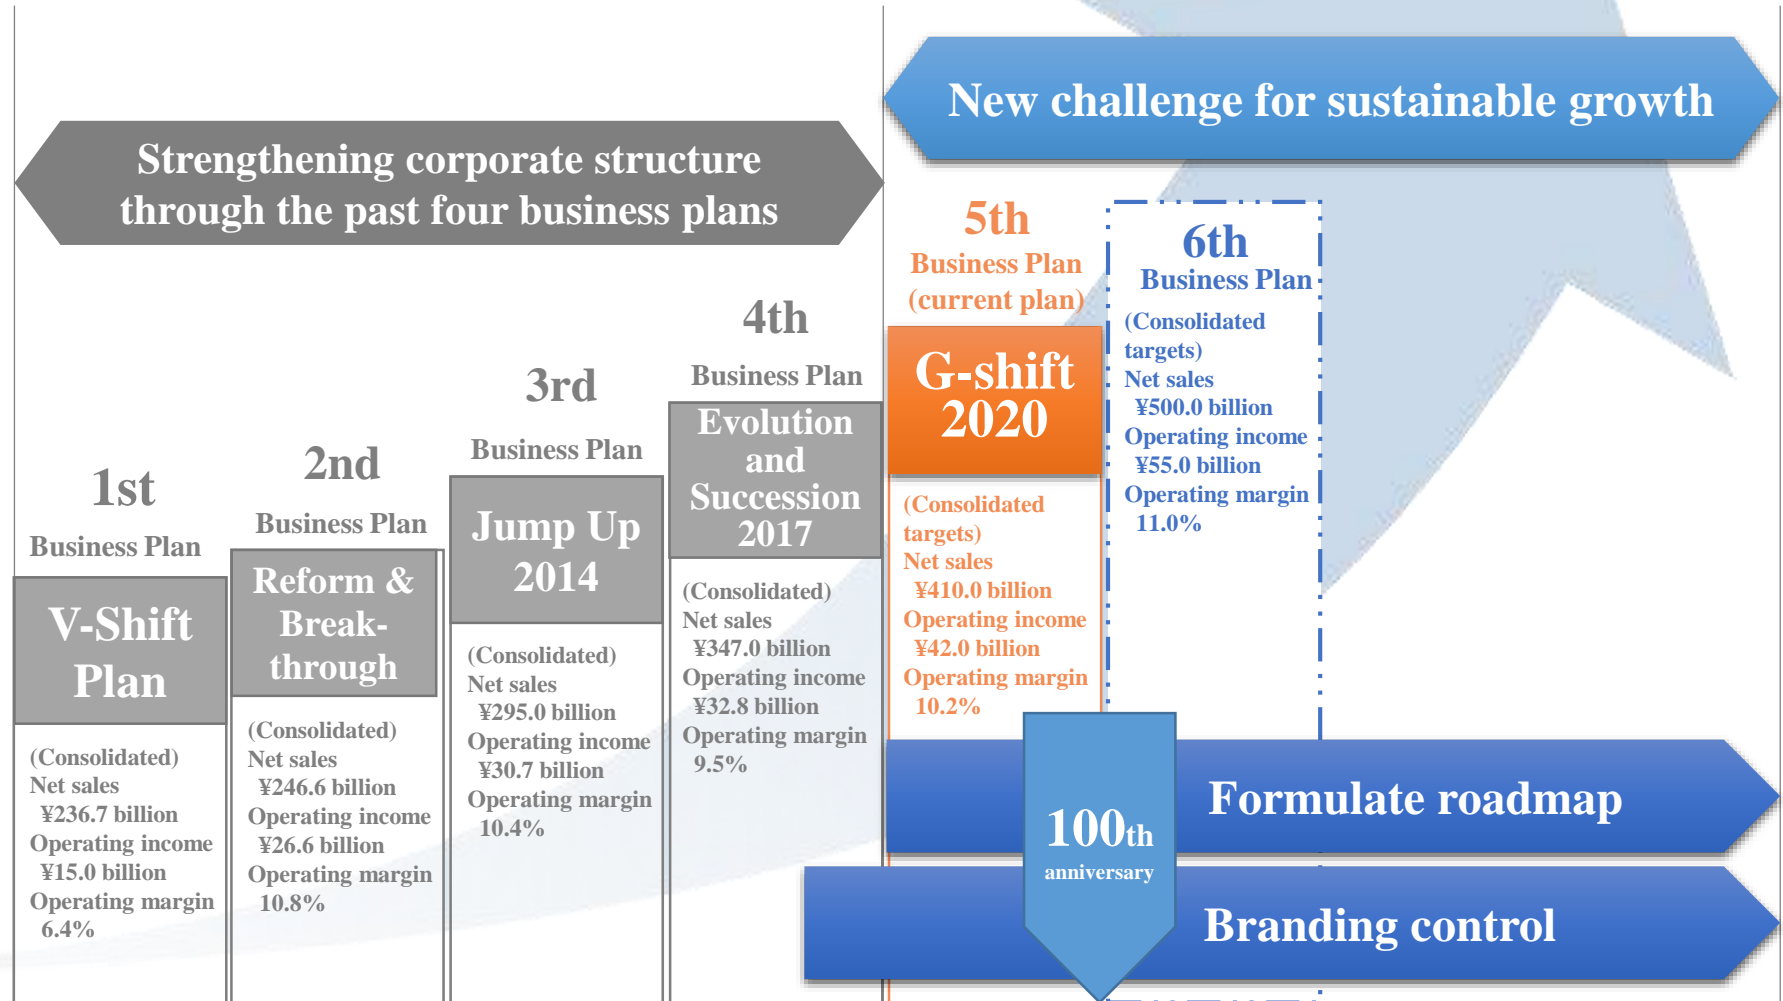 New challenge for sustainable growth
Strengthening corporate structure
through the past four business plans
1st
Business Plan
V-Shift
Plan
(Consolidated)
Net sales
¥236.7 billion
Operating income
¥15.0 billion
Operating margin
6.4%
2nd
Business Plan
Reform &
Break-
through
(Consolidated)
Net sales
¥246.6 billion
Operating income
¥26.6 billion
Operating margin
10.8%
3rd
Business Plan
Jump Up
2014
(Consolidated)
Net sales
¥295.0 billion
Operating income
¥30.7 billion
Operating margin
10.4%
4th
Business Plan
Evolution
and
Succession
2017
(Consolidated)
Net sales
¥347.0 billion
Operating income
¥32.8 billion
Operating margin
9.5%
5th
Business Plan
(current plan)
G-shift
2020
(Consolidated
targets)
Net sales
¥410.0 billion
Operating income
¥42.0 billion
Operating margin
10.2%
6th
Business Plan
(Consolidated
targets)
Net sales
¥500.0 billion
Operating income
¥55.0 billion
Operating margin
11.0%
Formulate roadmap
100th
anniversary
Branding control